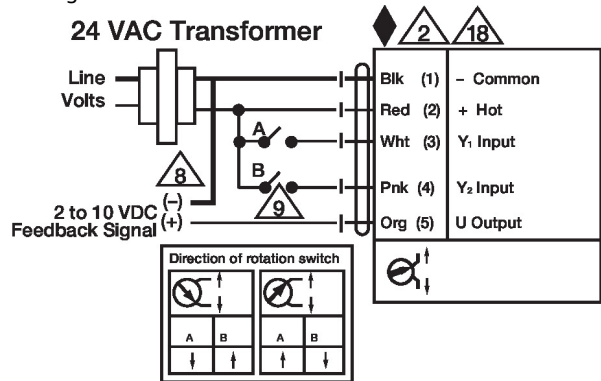 24 VAC Transformer
2 18
Line
Volts
Blk (1) – Common
Red (2) + Hot
A
Wht (3) Y1 Input
B
Pnk (4) Y2 Input
8
9
(–)
2 to 10 VDC
Feedback Signal (+)
Org (5) U Output
Direction of rotation switch
A B A B